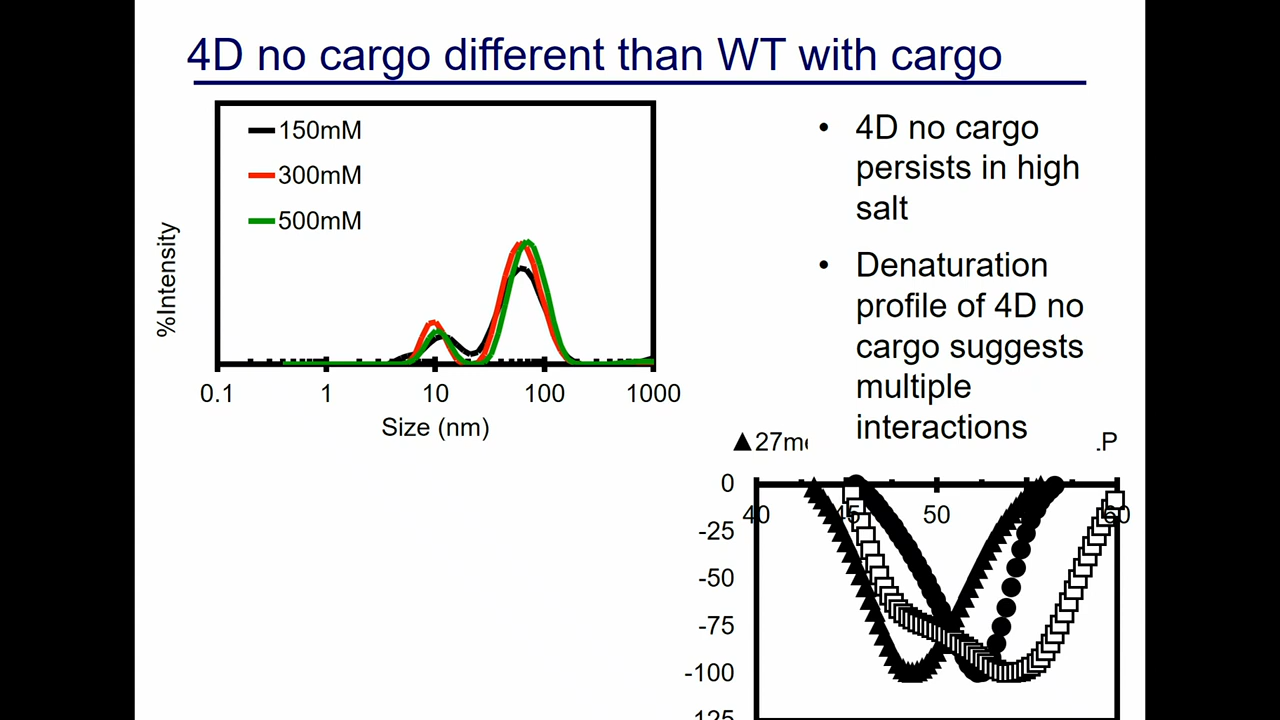 4D no cargo different than WT with cargo
150mM
300mM
500mM
%Intensity
0.1 1 10 100 1000
Size (nm)
• 4D no cargo
persists in high
salt
• Denaturation
profile of 4D no
cargo suggests
multiple
interactions
0
40 45 50 60
-25
-50
-75
-100